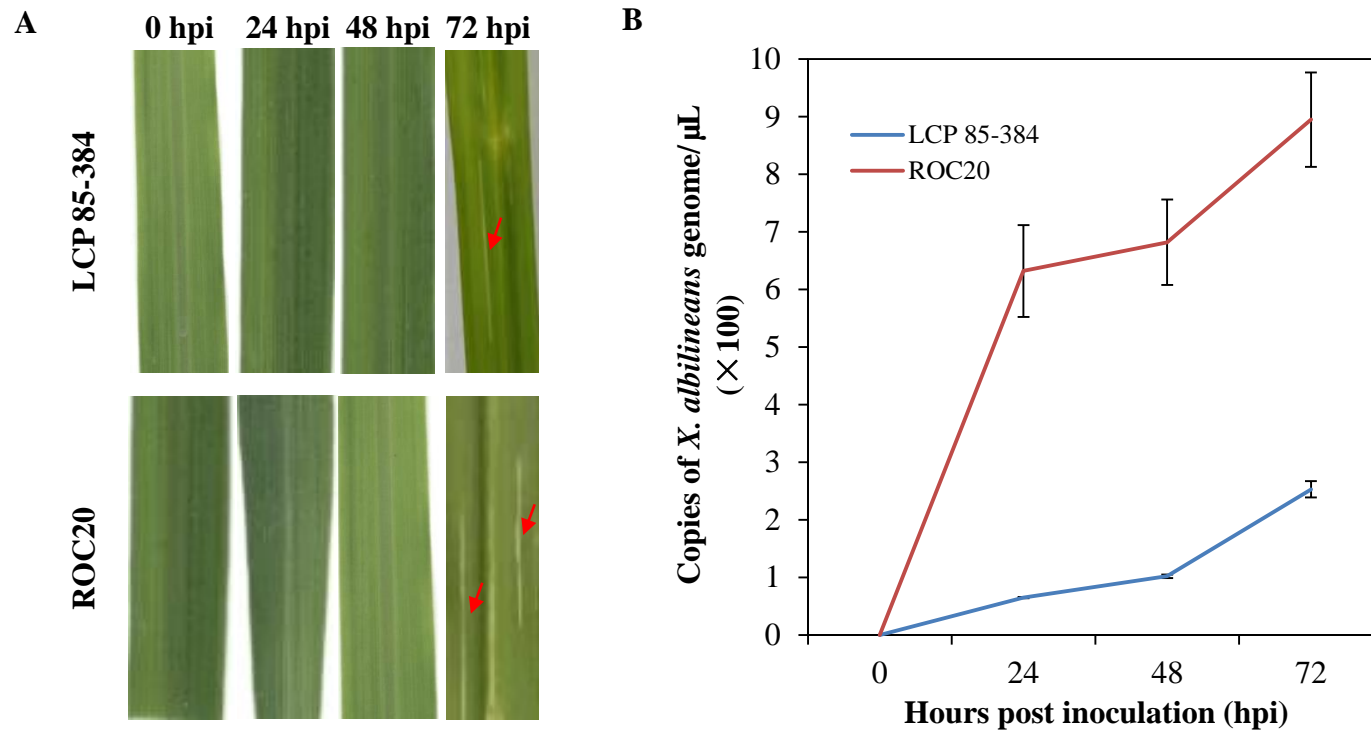 A
0 hpi 24 hpi 48 hpi 72 hpi
LCP 85-384
ROC20
B
Copies of X. albilineans genome/ μL
(×100)
10
9
8
7
6
5
4
3
2
1
0
LCP 85-384
ROC20
0 24 48 72
Hours post inoculation (hpi)